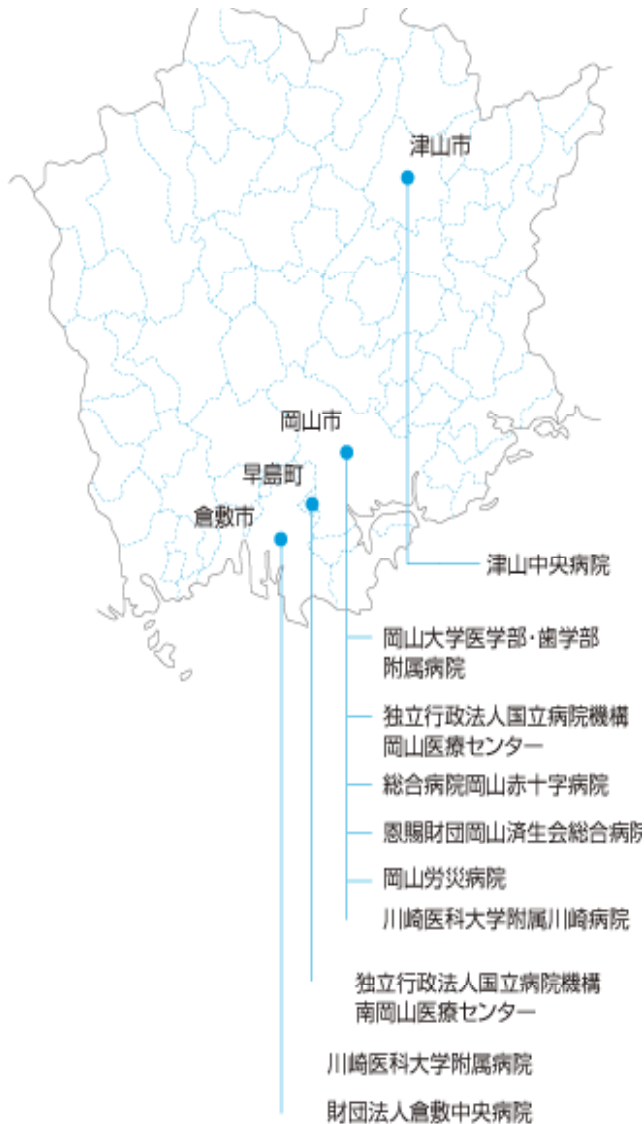 津山市
岡山市
早島町
倉敷市
津山中央病院
岡山大学医学部・歯学部
附属病院
独立行政法人国立病院機構
岡山医療センター
総合病院岡山赤十字病院
恩賜財団岡山済生会総合病院
岡山労災病院
川崎医科大学附属川崎病院
独立行政法人国立病院機構
南岡山医療センター
川崎医科大学附属病院
財団法人倉敷中央病院